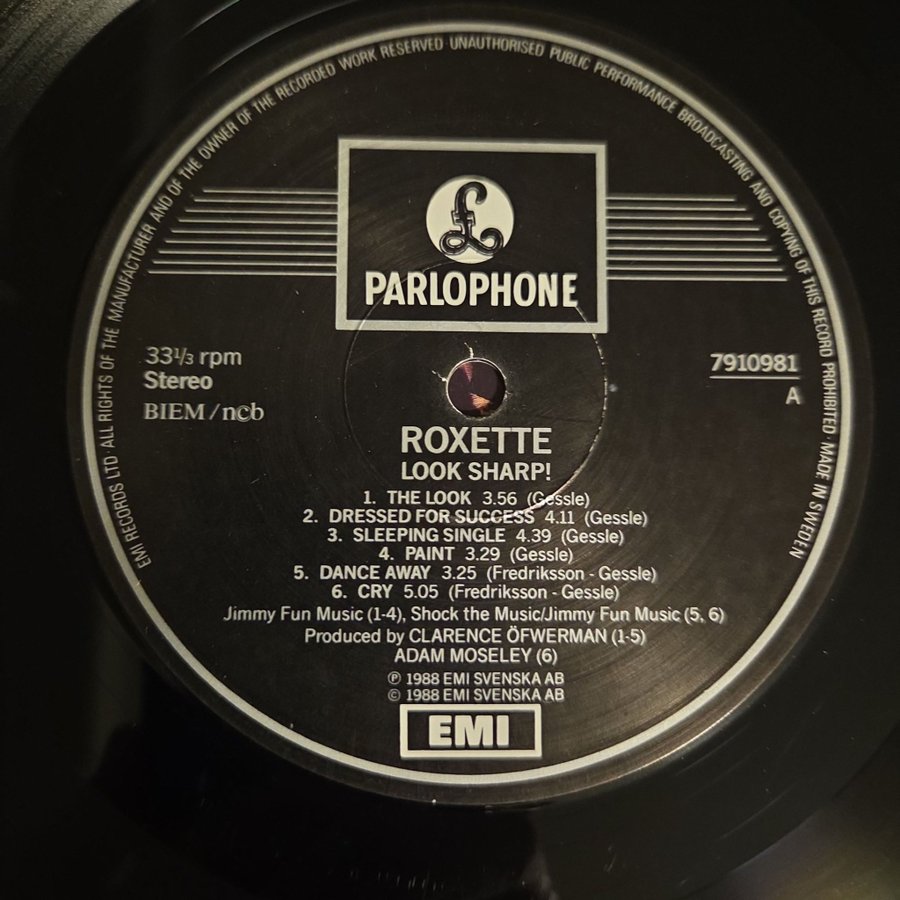 EMI RECORDS LTD · ALL RIGHTS OF THE MANUFACTURER AND OF THE OWNER OF THE RECORDED WORK RESERVED · UNAUTHORISED PUBLIC PERFORMANCE BROADCASTING AND COPYING OF THIS RECORD PROHIBITED · MADE IN SWEDEN
£
PARLOPHONE
33 1/3 rpm
Stereo
BIEM / ncb
7910981
A
ROXETTE
LOOK SHARP!
1. THE LOOK 3.56 (Gessle)
2. DRESSED FOR SUCCESS 4.11 (Gessle)
3. SLEEPING SINGLE 4.39 (Gessle)
4. PAINT 3.29 (Gessle)
5. DANCE AWAY 3.25 (Fredriksson - Gessle)
6. CRY 5.05 (Fredriksson - Gessle)
Jimmy Fun Music (1-4), Shock the Music/Jimmy Fun Music (5, 6)
Produced by CLARENCE ÖFWERMAN (1-5)
ADAM MOSELEY (6)
℗ 1988 EMI SVENSKA AB
© 1988 EMI SVENSKA AB
EMI